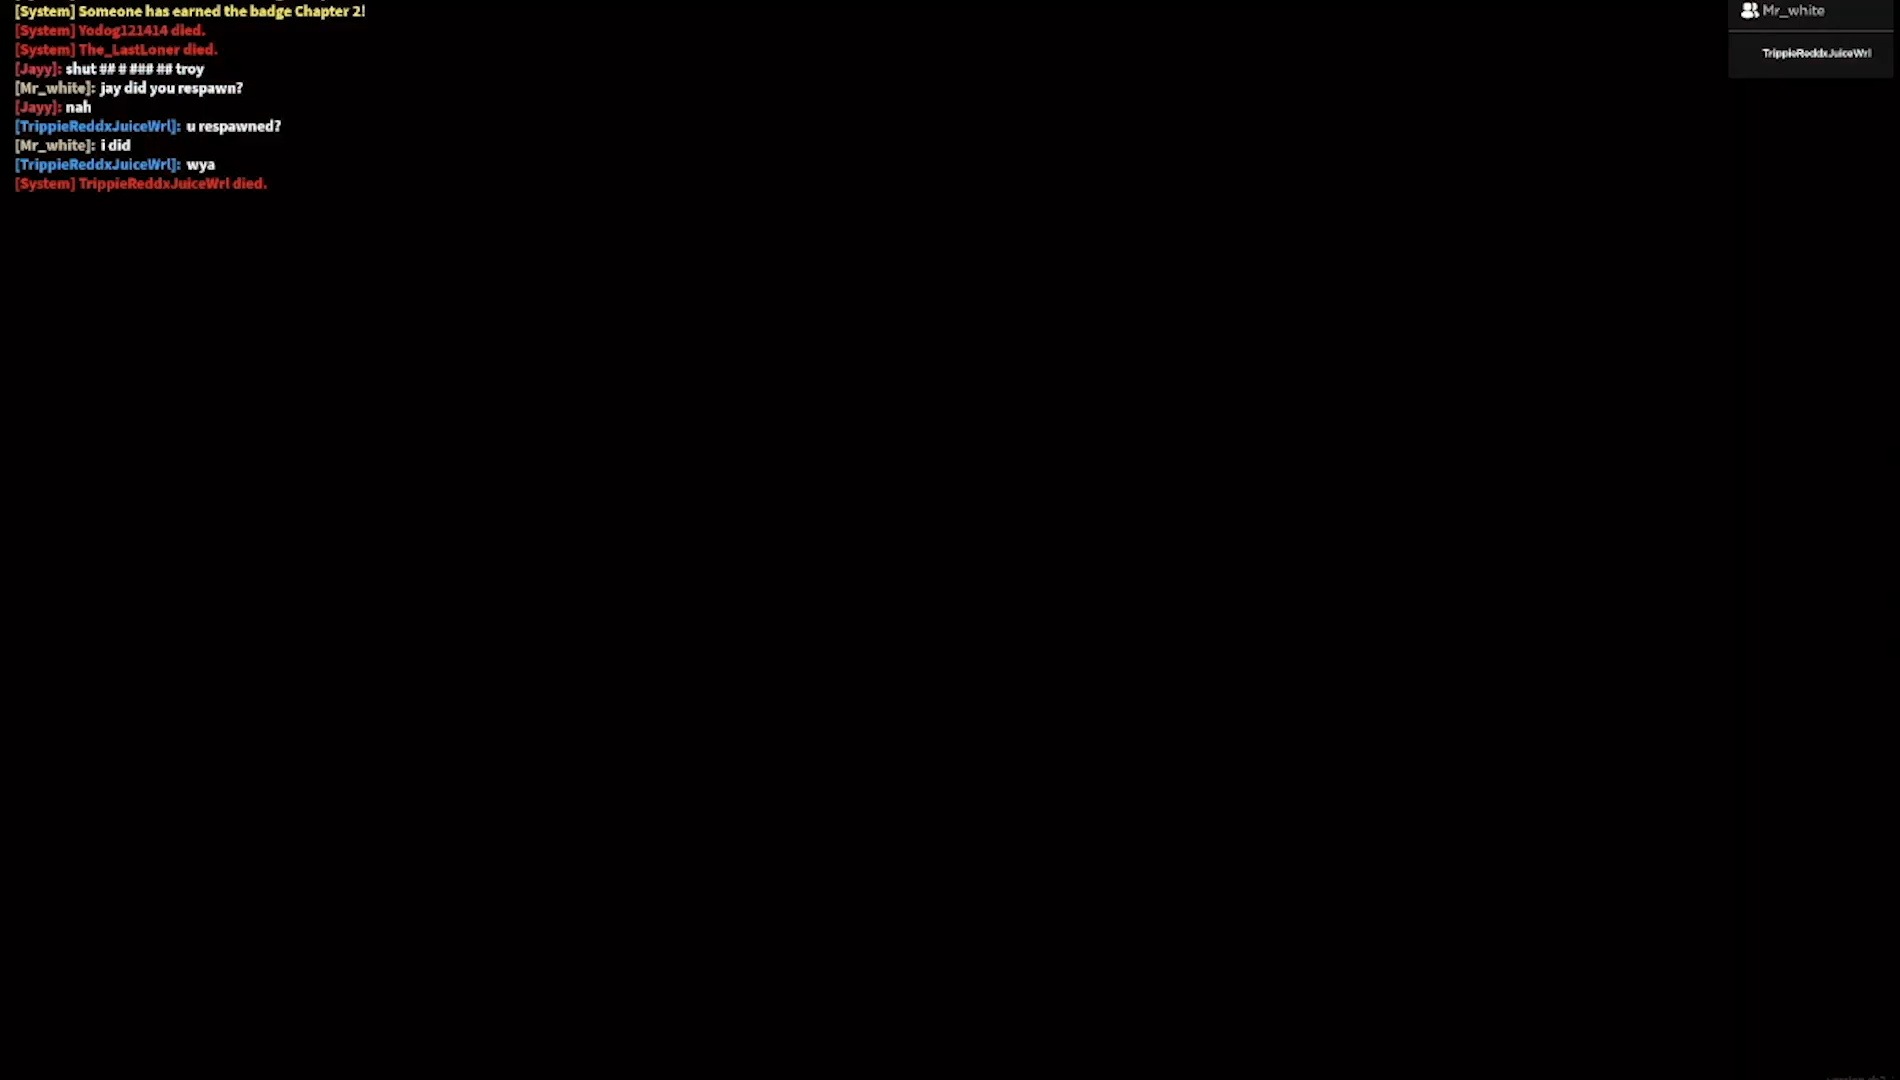 [System] Someone has earned the badge Chapter 2!
[System] Yodog121414 died.
[System] The_LastLoner died.
[Jayy]: shut ## # ### ## troy
[Mr_white]: jay did you respawn?
[Jayy]: nah
[TrippieReddxJuiceWrl]: u respawned?
[Mr_white]: i did
[TrippieReddxJuiceWrl]: wya
[System] TrippieReddxJuiceWrl died.
Mr_white
TrippieReddxJuiceWrl